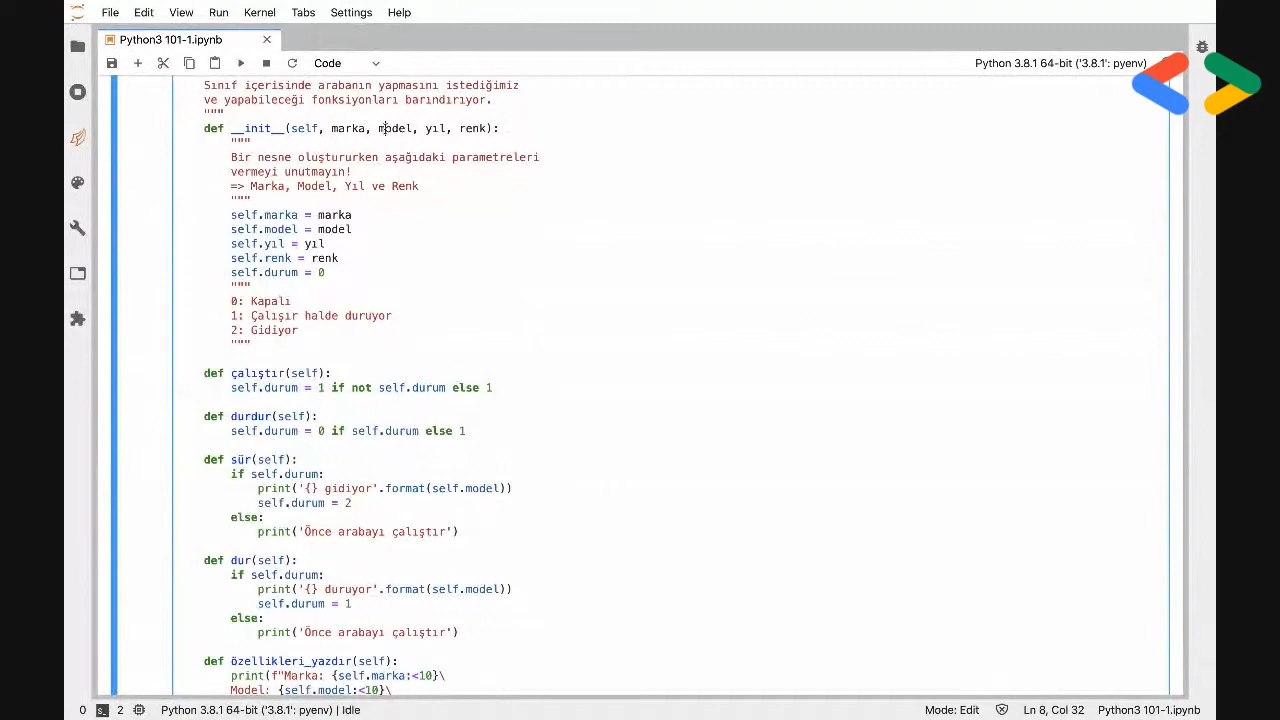 File Edit View Run Kernel Tabs Settings Help
Python3 101-1.ipynb
Code
Python 3.8.1 64-bit ('3.8.1': pyenv)
Sınıf içerisinde arabanın yapmasını istediğimiz
ve yapabileceği fonksiyonları barındırıyor.
"""
def __init__(self, marka, model, yıl, renk):
"""
Bir nesne oluştururken aşağıdaki parametreleri
vermeyi unutmayın!
=> Marka, Model, Yıl ve Renk
"""
self.marka = marka
self.model = model
self.yıl = yıl
self.renk = renk
self.durum = 0
"""
0: Kapalı
1: Çalışır halde duruyor
2: Gidiyor
"""
def çalıştır(self):
self.durum = 1 if not self.durum else 1
def durdur(self):
self.durum = 0 if self.durum else 1
def sür(self):
if self.durum:
print('{} gidiyor'.format(self.model))
self.durum = 2
else:
print('Önce arabayı çalıştır')
def dur(self):
if self.durum:
print('{} duruyor'.format(self.model))
self.durum = 1
else:
print('Önce arabayı çalıştır')
def özellikleri_yazdır(self):
print(f"Marka: {self.marka:<10}\
Model: {self.model:<10}\
0 2 Python 3.8.1 64-bit ('3.8.1': pyenv) | Idle
Mode: Edit Ln 8, Col 32 Python3 101-1.ipynb